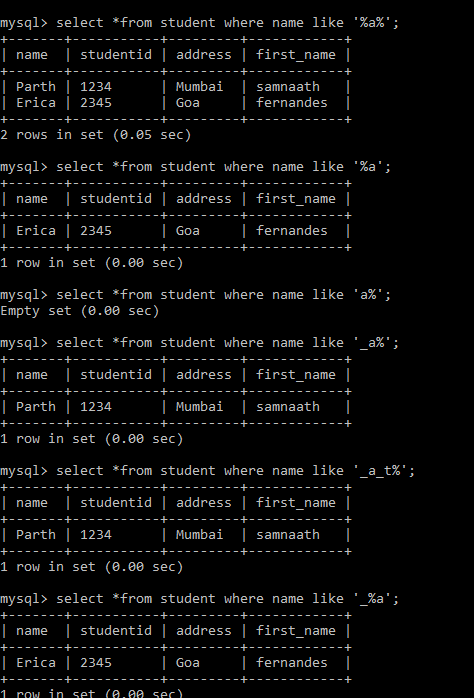 mysql> select *from student where name like '%a%';
+-------+-----------+---------+------------+
| name  | studentid | address | first_name |
+-------+-----------+---------+------------+
| Parth | 1234      | Mumbai  | samnaath   |
| Erica | 2345      | Goa     | fernandes  |
+-------+-----------+---------+------------+
2 rows in set (0.05 sec)
mysql> select *from student where name like '%a';
+-------+-----------+---------+------------+
| name  | studentid | address | first_name |
+-------+-----------+---------+------------+
| Erica | 2345      | Goa     | fernandes  |
+-------+-----------+---------+------------+
1 row in set (0.00 sec)
mysql> select *from student where name like 'a%';
Empty set (0.00 sec)
mysql> select *from student where name like '_a%';
+-------+-----------+---------+------------+
| name  | studentid | address | first_name |
+-------+-----------+---------+------------+
| Parth | 1234      | Mumbai  | samnaath   |
+-------+-----------+---------+------------+
1 row in set (0.00 sec)
mysql> select *from student where name like '_a_t%';
+-------+-----------+---------+------------+
| name  | studentid | address | first_name |
+-------+-----------+---------+------------+
| Parth | 1234      | Mumbai  | samnaath   |
+-------+-----------+---------+------------+
1 row in set (0.00 sec)
mysql> select *from student where name like '_%a';
+-------+-----------+---------+------------+
| name  | studentid | address | first_name |
+-------+-----------+---------+------------+
| Erica | 2345      | Goa     | fernandes  |
+-------+-----------+---------+------------+
1 row in set (0.00 sec)